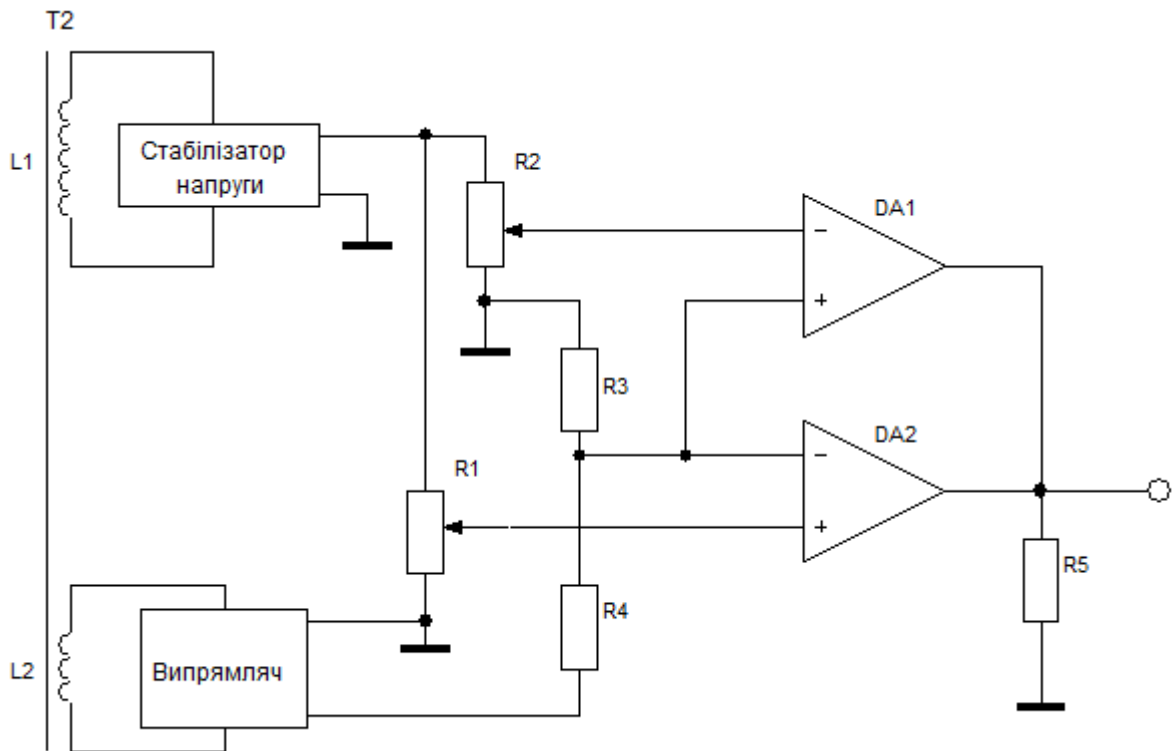 T2
L1
Стабілізатор
напруги
R2
DA1
−
+
R3
DA2
R1
−
+
R5
R4
L2
Випрямляч